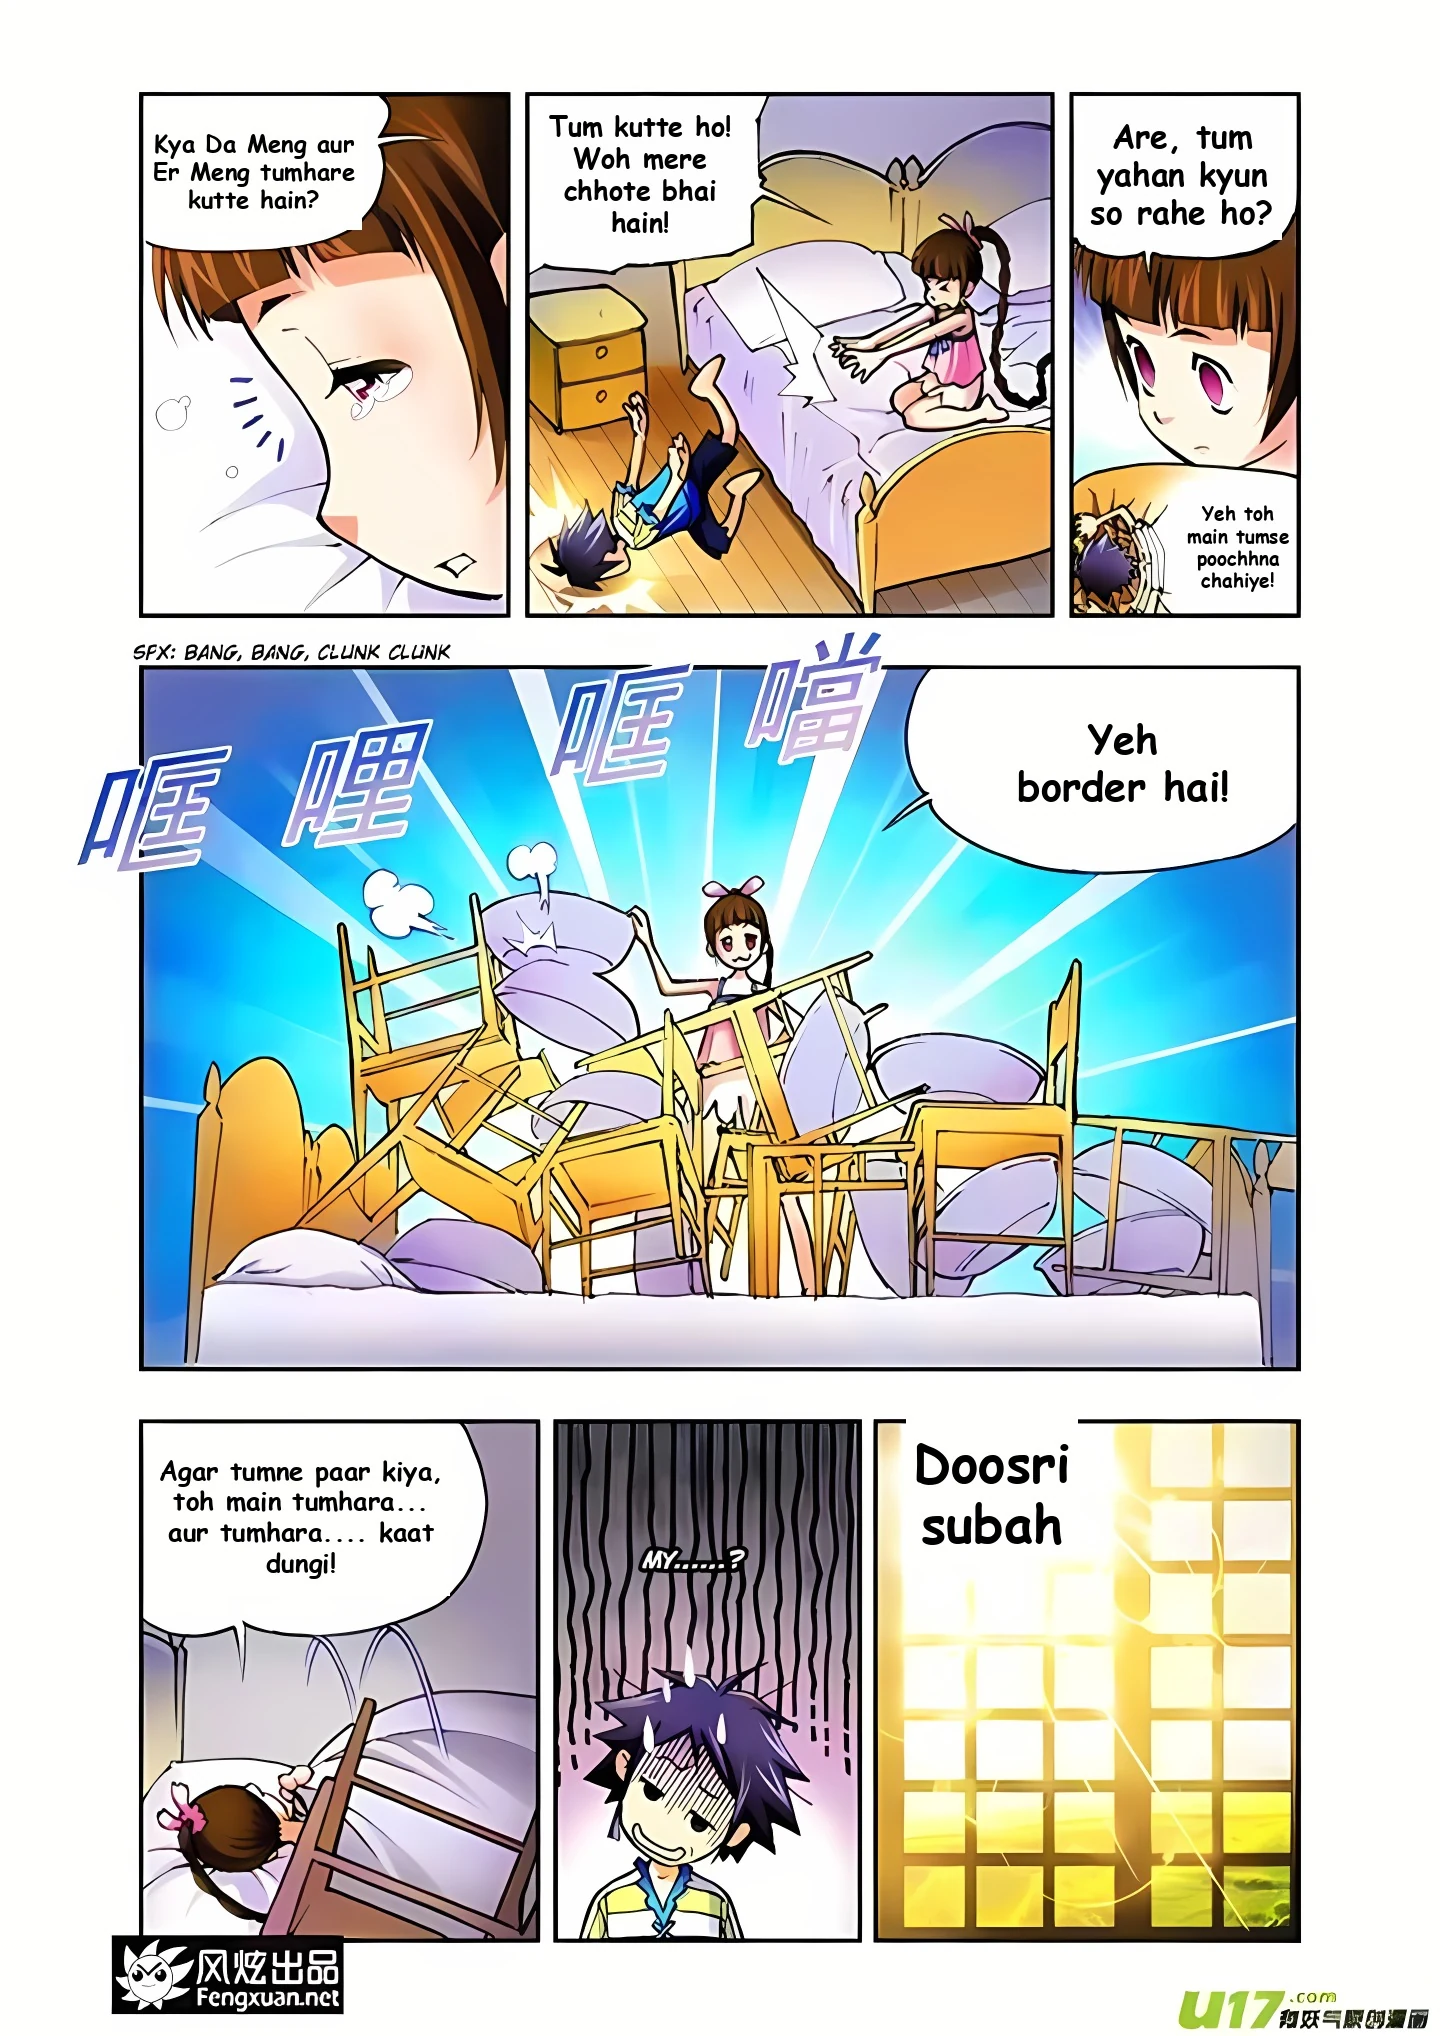 Kya Da Meng aur
Er Meng tumhare
kutte hain?
Tum kutte ho!
Woh mere
chhote bhai
hain!
Are, tum
yahan kyun
so rahe ho?
Yeh toh
main tumse
poochhna
chahiye!
SFX: BANG, BANG, CLUNK CLUNK
哐 哩 哐 噹
Yeh
border hai!
Agar tumne paar kiya,
toh main tumhara...
aur tumhara.... kaat
dungi!
MY......?
Doosri
subah
风炫出品
Fengxuan.net
U17.com